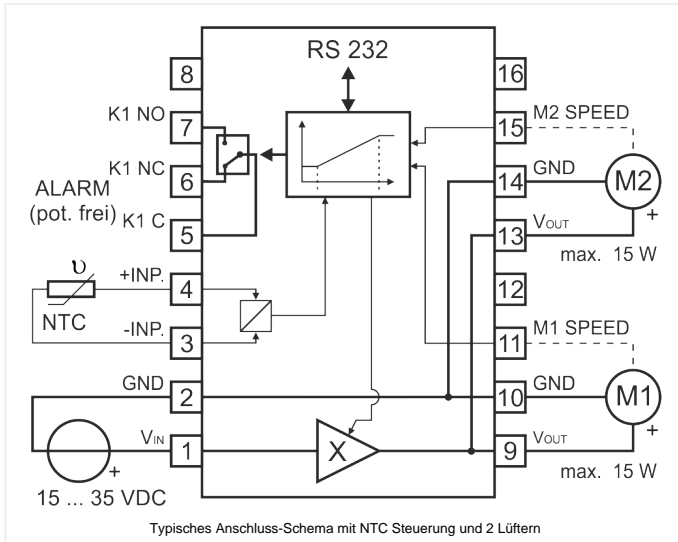 RS 232
8
16
K1 NO
7
15
M2 SPEED
K1 NC
6
14
GND
M2
ALARM
(pot. frei)
K1 C
5
13
VOUT
+
max. 15 W
υ
+INP.
4
12
NTC
-INP.
3
11
M1 SPEED
GND
2
10
GND
M1
VIN
1
X
9
VOUT
+
+
max. 15 W
15 ... 35 VDC
Typisches Anschluss-Schema mit NTC Steuerung und 2 Lüftern